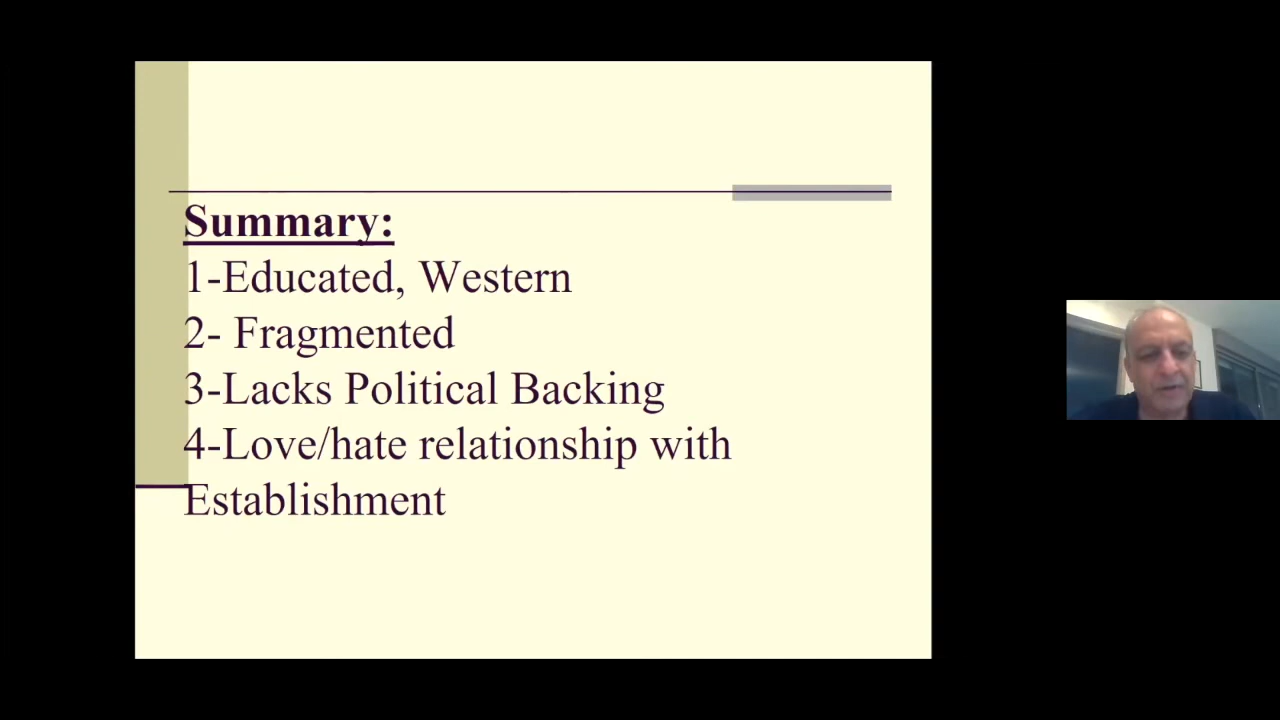 Summary:
1-Educated, Western
2- Fragmented
3-Lacks Political Backing
4-Love/hate relationship with
Establishment